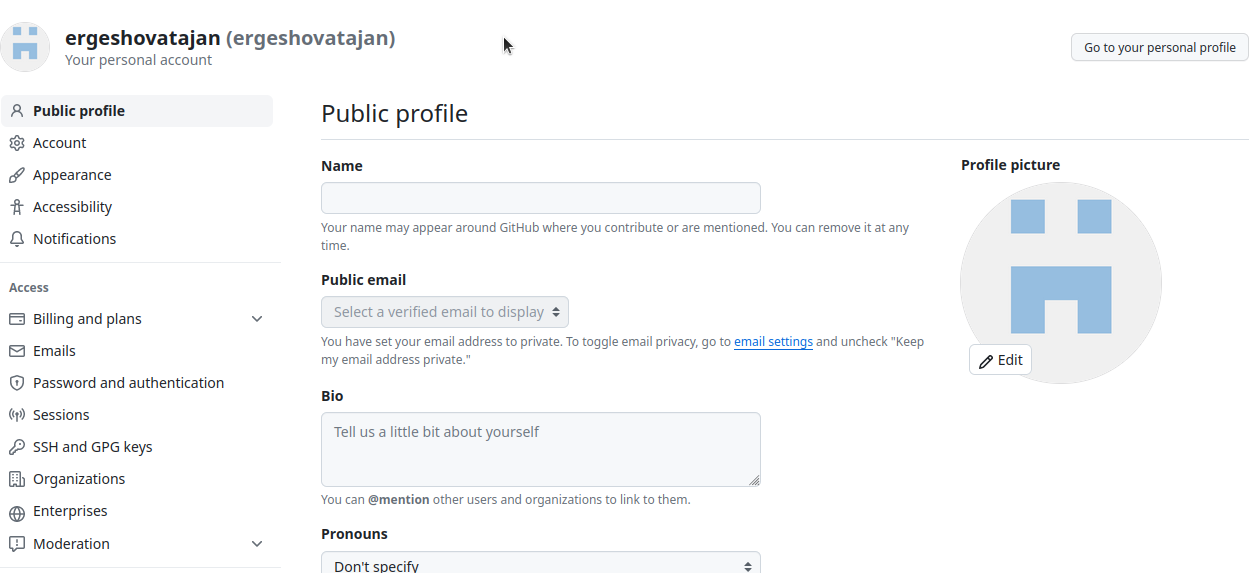 ergeshovatajan (ergeshovatajan)
Your personal account
Go to your personal profile
Public profile
Account
Appearance
Accessibility
Notifications
Access
Billing and plans
Emails
Password and authentication
Sessions
SSH and GPG keys
Organizations
Enterprises
Moderation
Public profile
Name
Your name may appear around GitHub where you contribute or are mentioned. You can remove it at any
time.
Public email
Select a verified email to display
You have set your email address to private. To toggle email privacy, go to email settings and uncheck "Keep
my email address private."
Bio
Tell us a little bit about yourself
You can @mention other users and organizations to link to them.
Pronouns
Don't specify
Profile picture
Edit